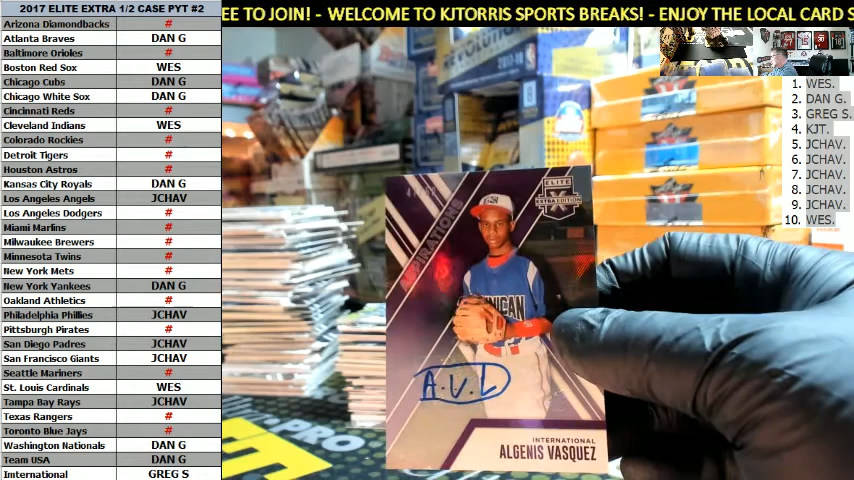 2017 ELITE EXTRA 1/2 CASE PYT #2
Arizona Diamondbacks #
Atlanta Braves DAN G
Baltimore Orioles #
Boston Red Sox WES
Chicago Cubs DAN G
Chicago White Sox DAN G
Cincinnati Reds #
Cleveland Indians WES
Colorado Rockies #
Detroit Tigers #
Houston Astros #
Kansas City Royals DAN G
Los Angeles Angels JCHAV
Los Angeles Dodgers #
Miami Marlins #
Milwaukee Brewers #
Minnesota Twins #
New York Mets #
New York Yankees DAN G
Oakland Athletics #
Philadelphia Phillies JCHAV
Pittsburgh Pirates #
San Diego Padres JCHAV
San Francisco Giants JCHAV
Seattle Mariners #
St. Louis Cardinals WES
Tampa Bay Rays JCHAV
Texas Rangers #
Toronto Blue Jays #
Washington Nationals DAN G
Team USA DAN G
International GREG S
EE TO JOIN! - WELCOME TO KJTORRIS SPORTS BREAKS! - ENJOY THE LOCAL CARD S
1. WES.
2. DAN G.
3. GREG S.
4. KJT.
5. JCHAV.
6. JCHAV.
7. JCHAV.
8. JCHAV.
9. JCHAV.
10. WES.
REVOLUTION
ELITE
EXTRA EDITION
ASPIRATIONS
A.V.L
INTERNATIONAL
ALGENIS VASQUEZ
PRO